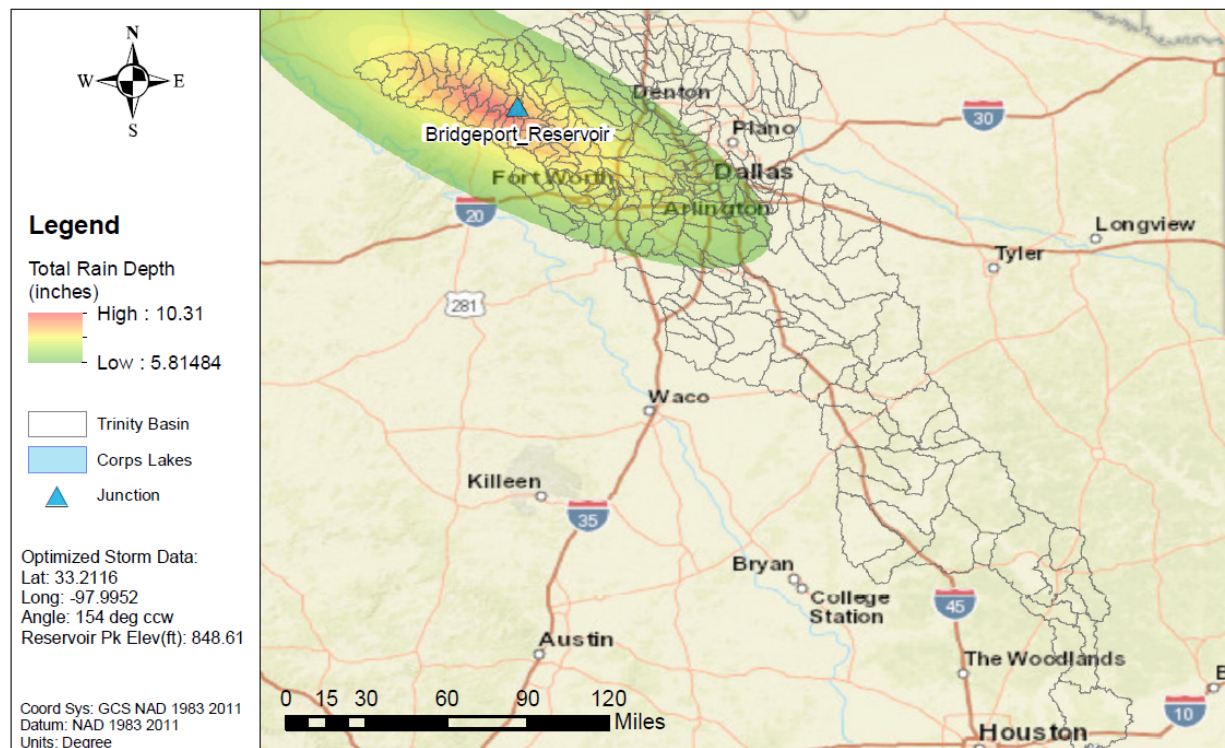 N
W E
S
Legend
Total Rain Depth
(inches)
High : 10.31
Low : 5.81484
Trinity Basin
Corps Lakes
Junction
Optimized Storm Data:
Lat: 33.2116
Long: -97.9952
Angle: 154 deg ccw
Reservoir Pk Elev(ft): 848.61
Coord Sys: GCS NAD 1983 2011
Datum: NAD 1983 2011
Units: Degree
Denton
30
Bridgeport_Reservoir
Plano
Dallas
Fort Worth
20
Arlington
Longview
Tyler
281
Waco
Killeen
35
Bryan
College
Station
45
Austin
The Woodlands
B
10
Houston
0 15 30 60 90 120
Miles